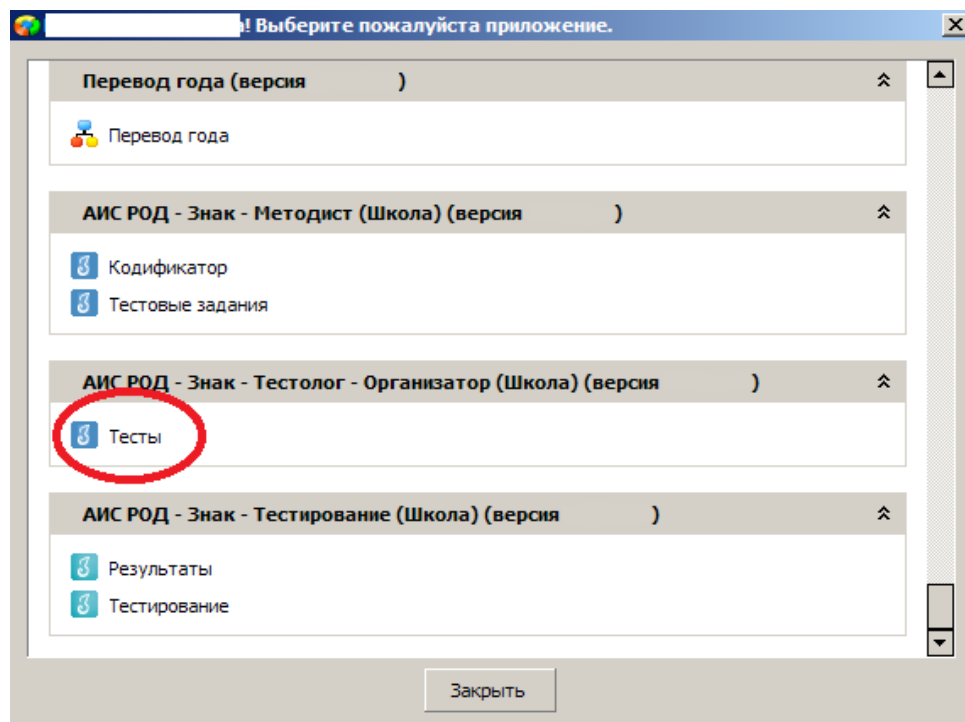 ! Выберите пожалуйста приложение.
Перевод года (версия )
Перевод года
АИС РОД - Знак - Методист (Школа) (версия )
Кодификатор
Тестовые задания
АИС РОД - Знак - Тестолог - Организатор (Школа) (версия )
Тесты
АИС РОД - Знак - Тестирование (Школа) (версия )
Результаты
Тестирование
Закрыть